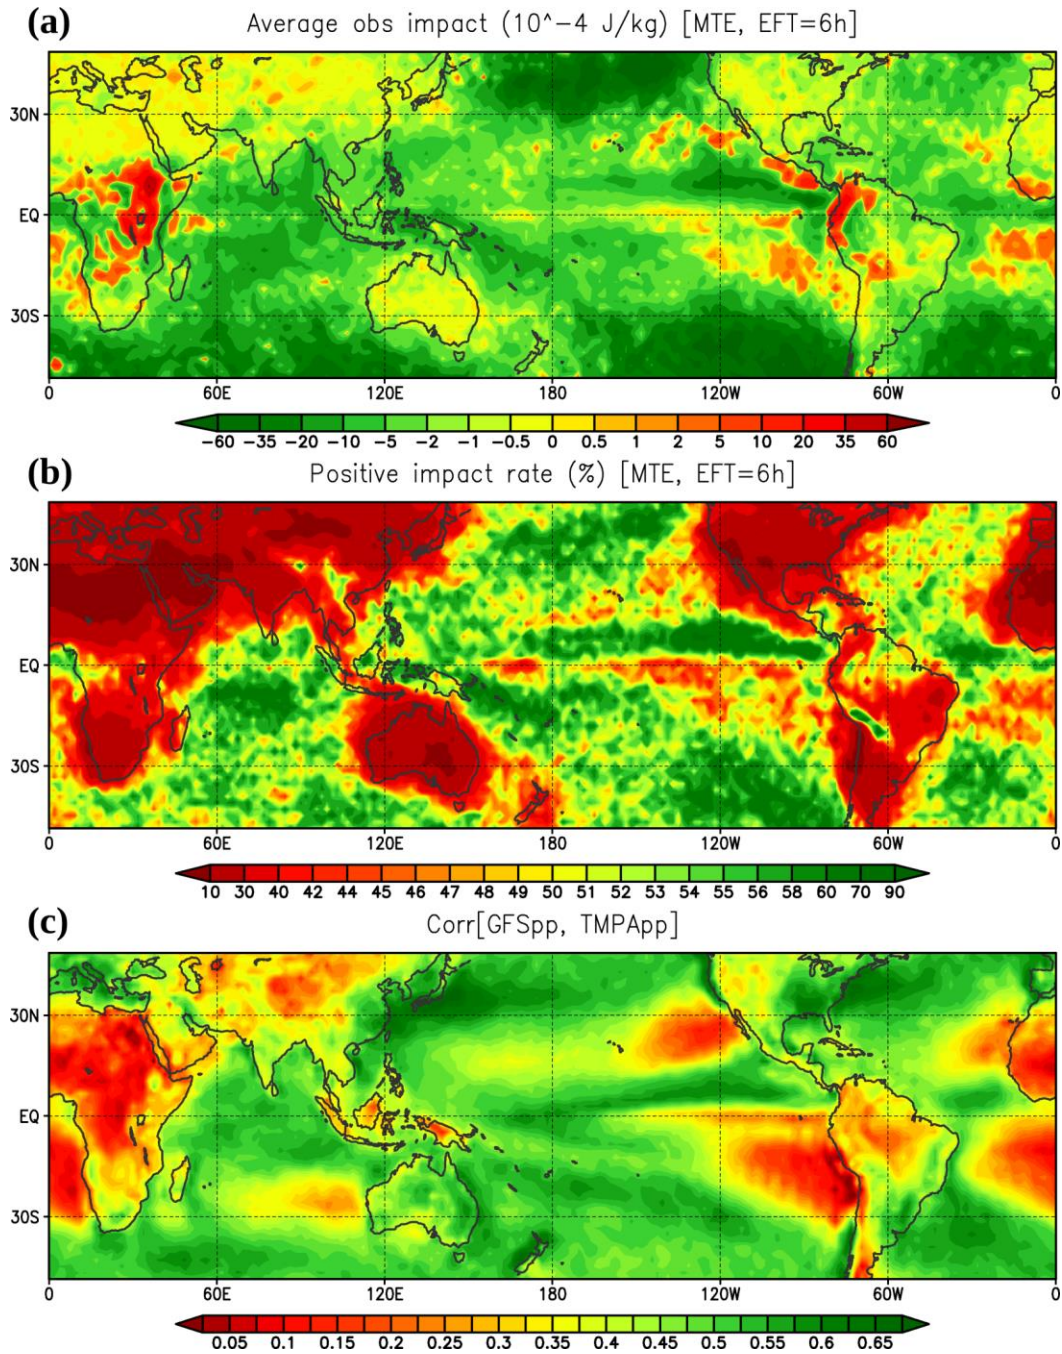 (a) Average obs impact (10^−4 J/kg) [MTE, EFT=6h]
30N
EQ
30S
0 60E 120E 180 120W 60W 0
−60 −35 −20 −10 −5 −2 −1 −0.5 0 0.5 1 2 5 10 20 35 60
(b) Positive impact rate (%) [MTE, EFT=6h]
30N
EQ
30S
0 60E 120E 180 120W 60W 0
10 30 40 42 44 45 46 47 48 49 50 51 52 53 54 55 56 58 60 70 90
(c) Corr[GFSpp, TMPApp]
30N
EQ
30S
0 60E 120E 180 120W 60W 0
0.05 0.1 0.15 0.2 0.25 0.3 0.35 0.4 0.45 0.5 0.55 0.6 0.65